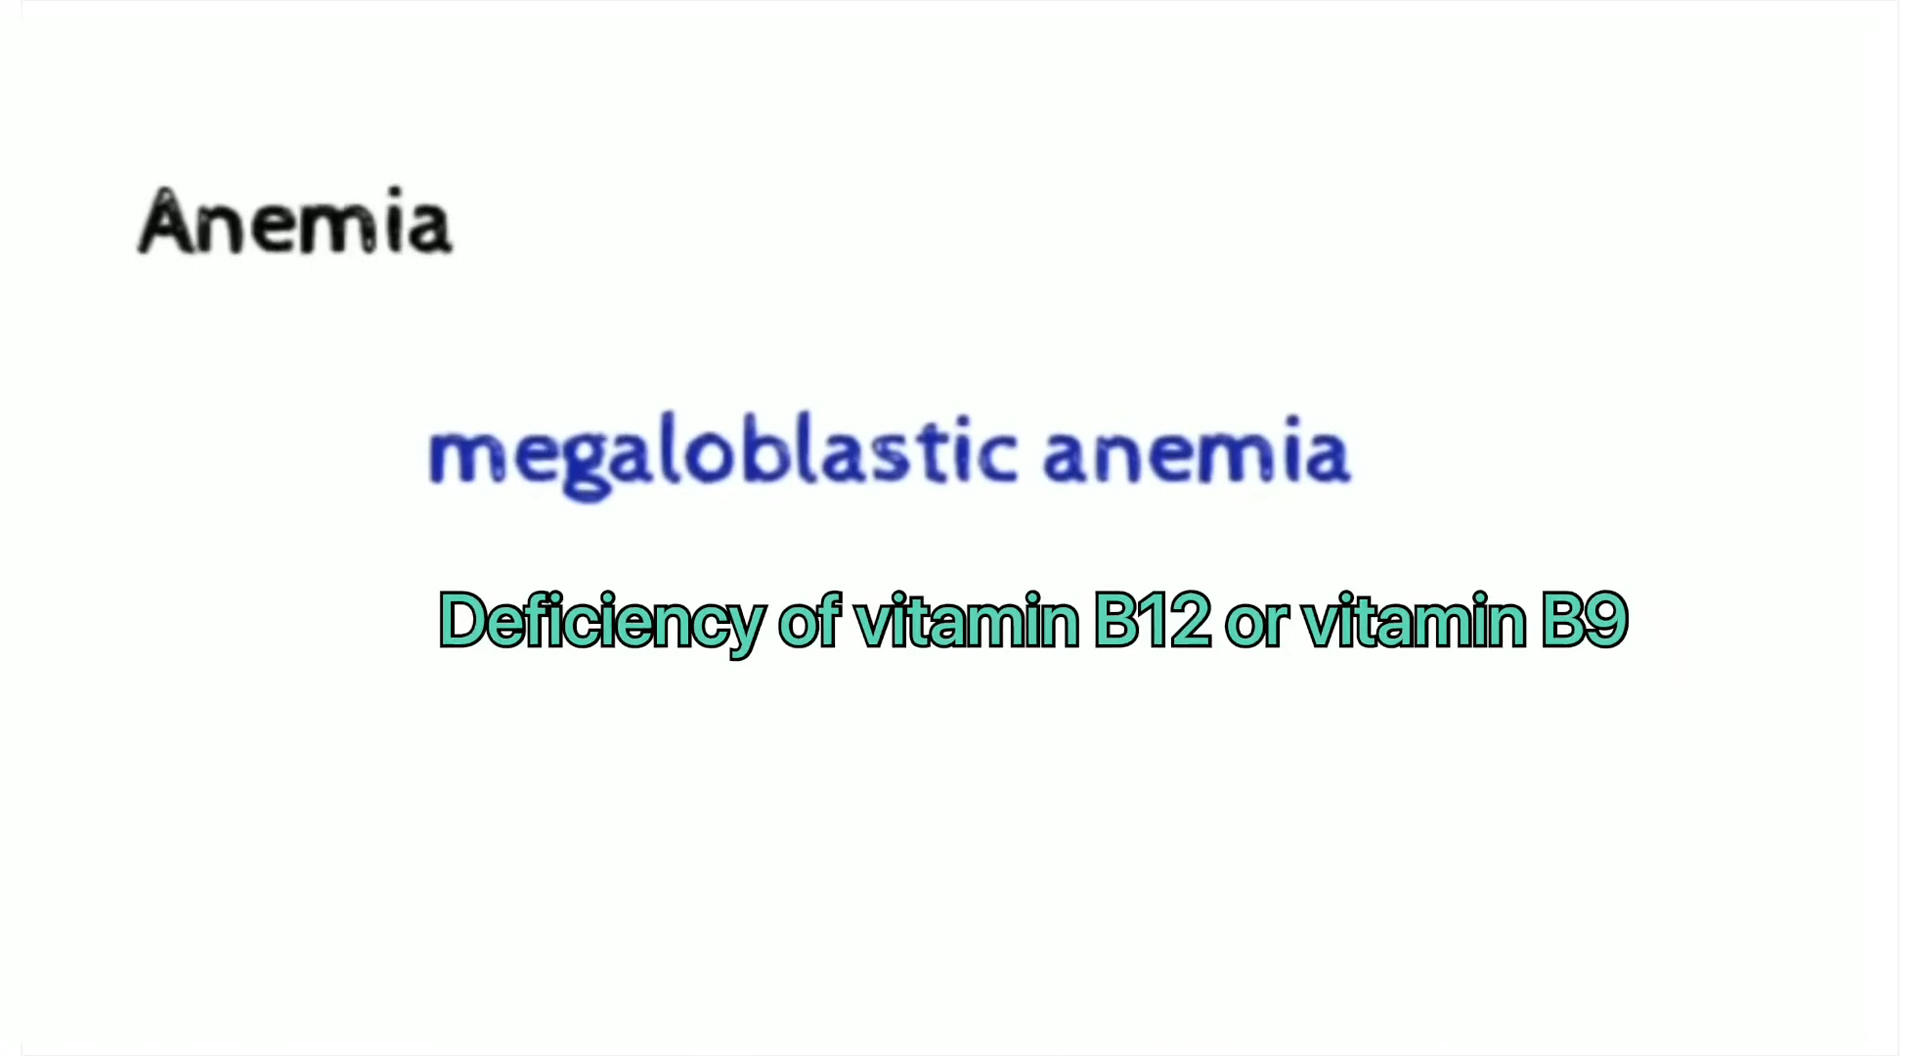 Anemia
megaloblastic anemia
Deficiency of vitamin B12 or vitamin B9